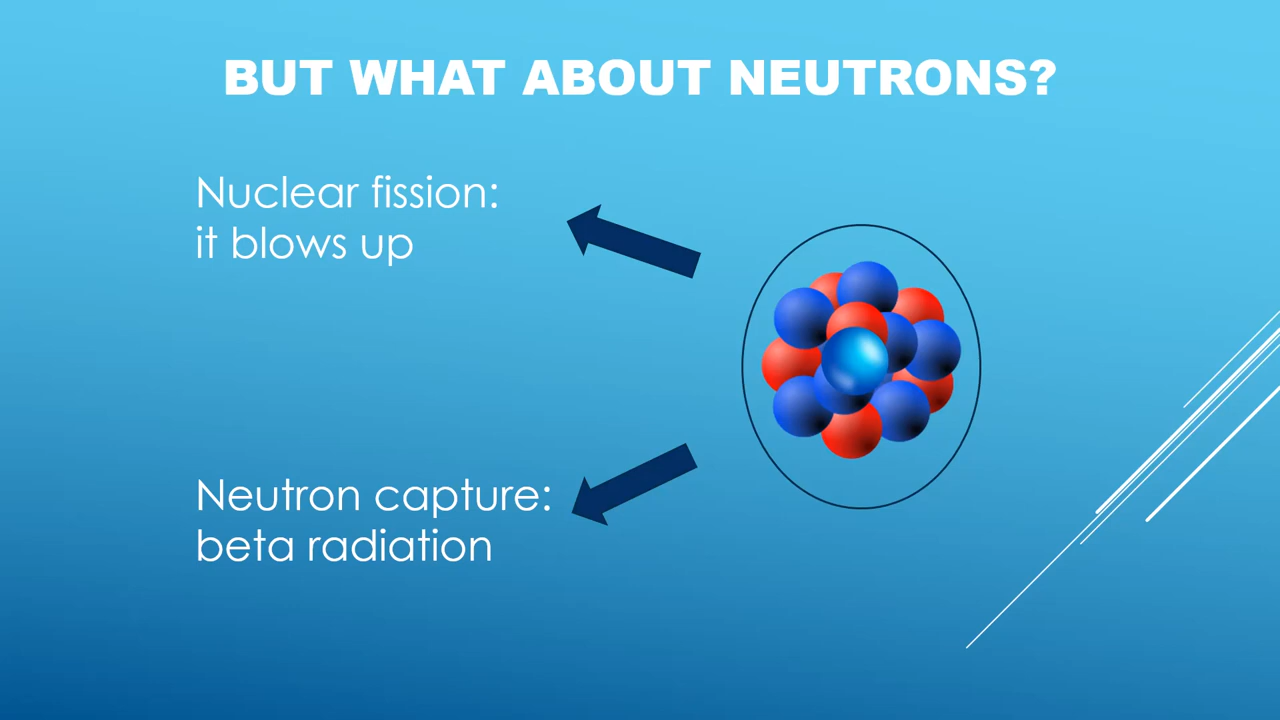 BUT WHAT ABOUT NEUTRONS?
Nuclear fission:
it blows up
Neutron capture:
beta radiation